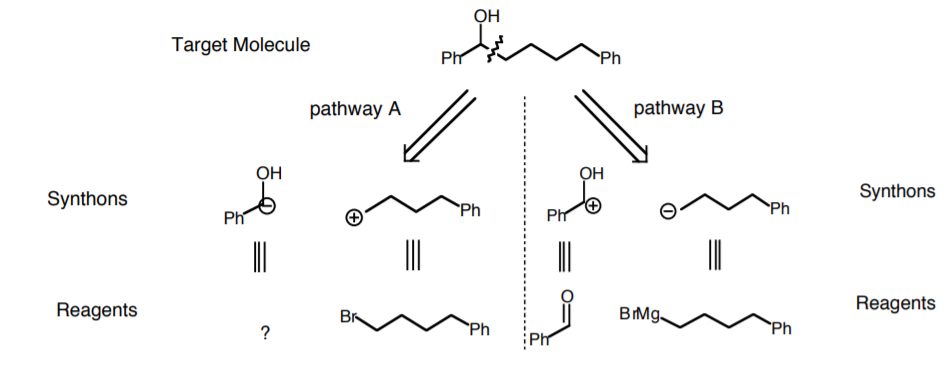 OH
Target Molecule
Ph
Ph
pathway A
pathway B
OH
OH
Synthons
Synthons
Ph
⊖
⊕
Ph
Ph
⊕
⊖
Ph
Reagents
Reagents
?
Br
Ph
O
Ph
BrMg
Ph